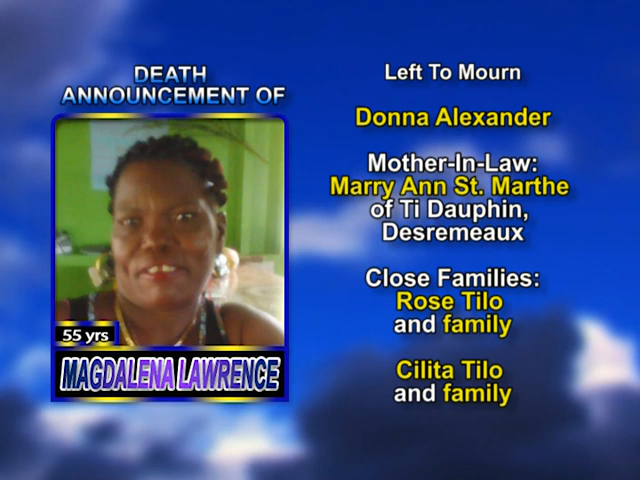 DEATH
ANNOUNCEMENT OF
55 yrs
MAGDALENA LAWRENCE
Left To Mourn
Donna Alexander
Mother-In-Law:
Marry Ann St. Marthe
of Ti Dauphin,
Desremeaux
Close Families:
Rose Tilo
and family
Cilita Tilo
and family